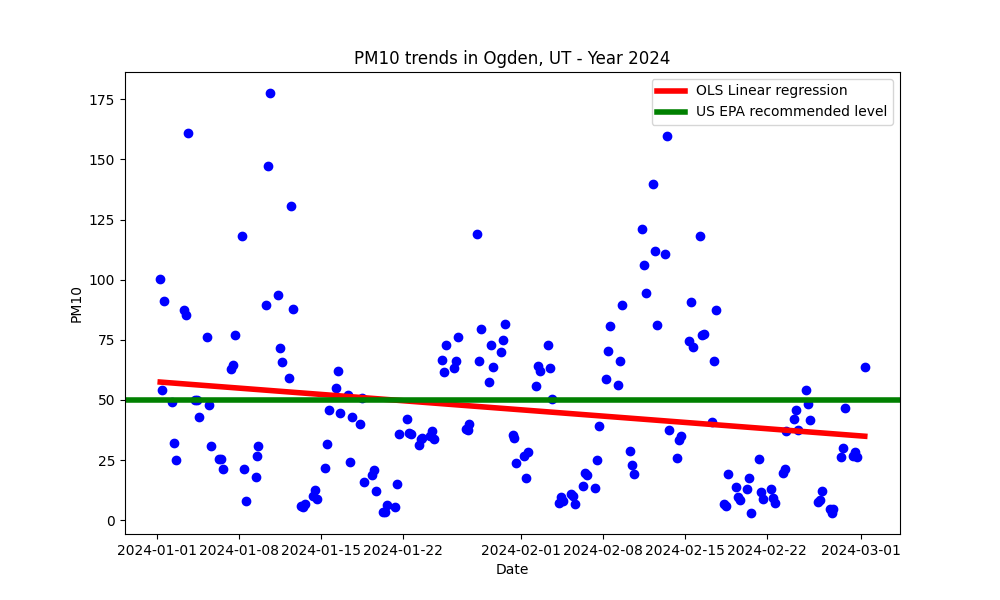 PM10 trends in Ogden, UT - Year 2024
OLS Linear regression
US EPA recommended level
175
150
125
100
75
50
25
0
PM10
2024-01-01 2024-01-08 2024-01-15 2024-01-22 2024-02-01 2024-02-08 2024-02-15 2024-02-22 2024-03-01
Date